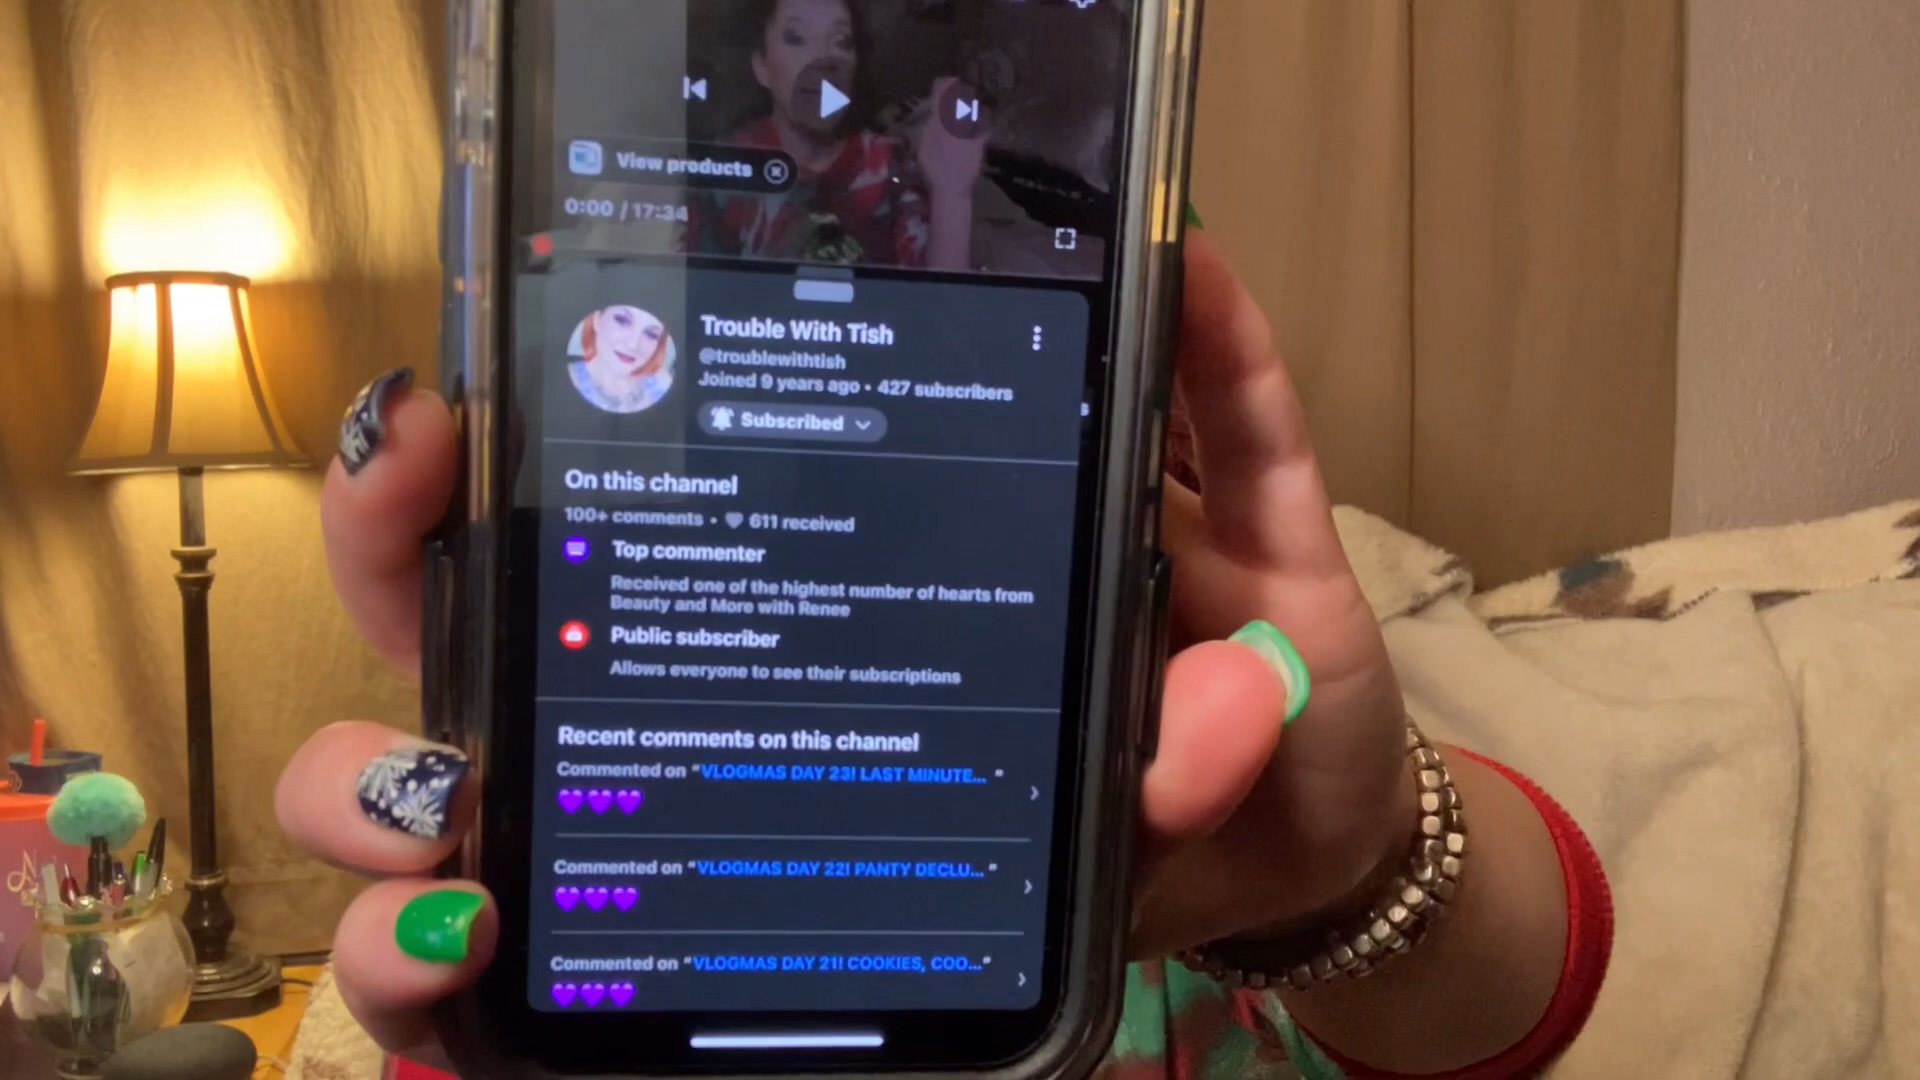 View products
0:00 / 17:34
Trouble With Tish
@troublewithtish
Joined 9 years ago • 427 subscribers
Subscribed
On this channel
100+ comments • 611 received
Top commenter
Received one of the highest number of hearts from
Beauty and More with Renee
Public subscriber
Allows everyone to see their subscriptions
Recent comments on this channel
Commented on "VLOGMAS DAY 23! LAST MINUTE... "
Commented on "VLOGMAS DAY 22! PANTY DECLU... "
Commented on "VLOGMAS DAY 21! COOKIES, COO..."